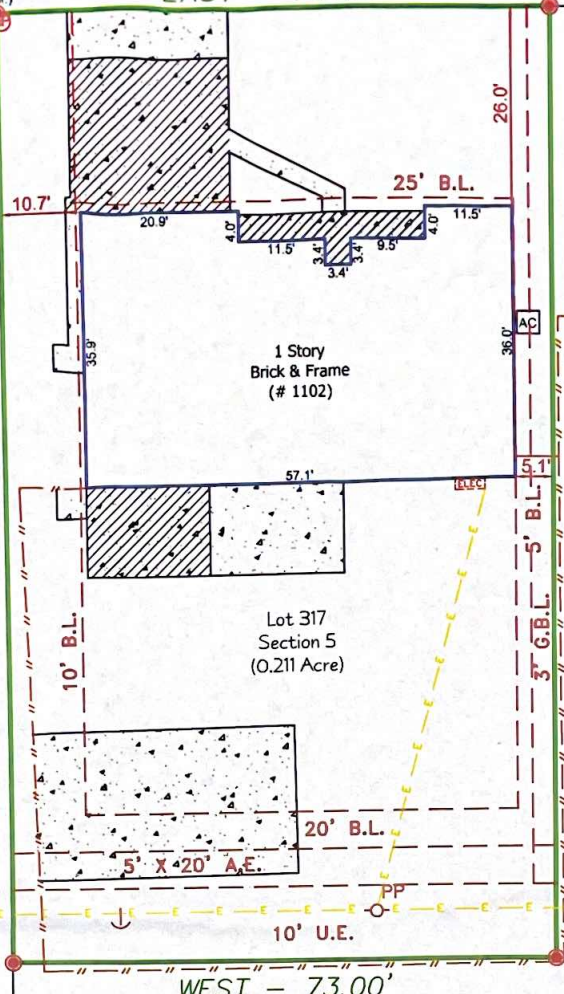 EAST
26.0'
25' B.L.
10.7'
20.9'
4.0'
11.5'
3.4'
3.4'
3.4'
9.5'
4.0'
11.5'
AC
35.9'
36.0'
1 Story
Brick & Frame
(# 1102)
57.1'
5.1'
ELEC
10' B.L.
5' B.L.
3' G.B.L.
Lot 317
Section 5
(0.211 Acre)
E
E
E
E
E
E
20' B.L.
5' X 20' A.E.
PP
E
E
E
E
E
E
E
E
10' U.E.
WEST - 73.00'